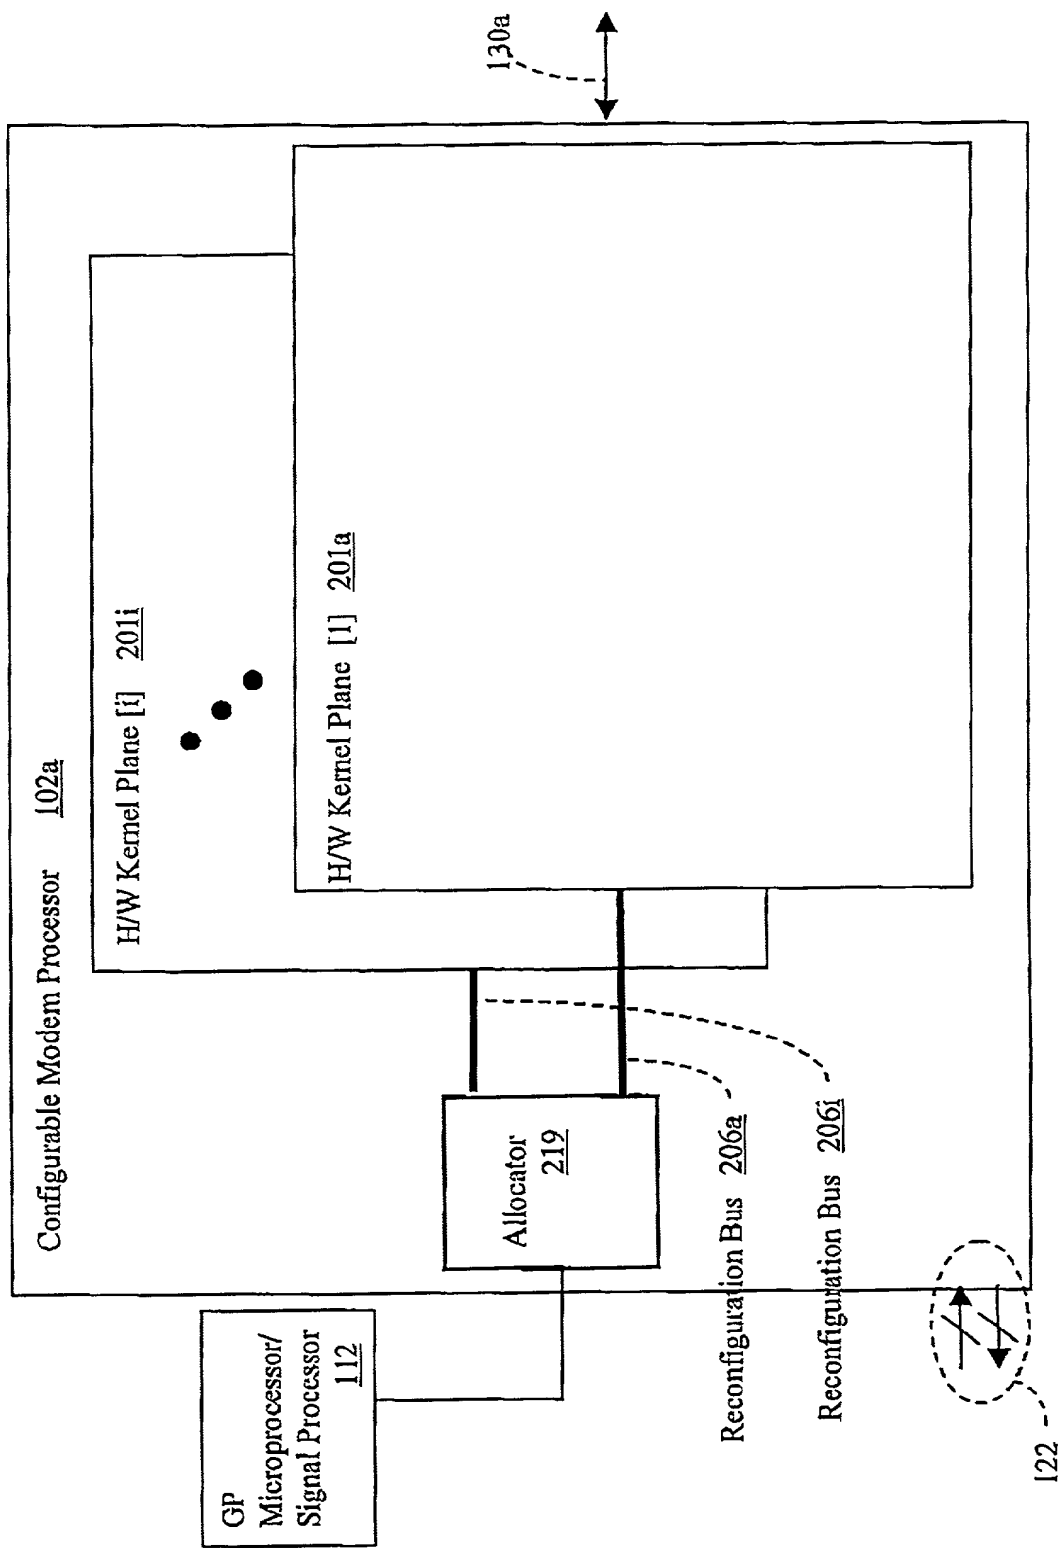 Configurable Modem Processor 102a
H/W Kernel Plane [i] 201i
H/W Kernel Plane [1] 201a
130a
GP
Microprocessor/
Signal Processor
112
Allocator
219
Reconfiguration Bus 206a
Reconfiguration Bus 206i
122